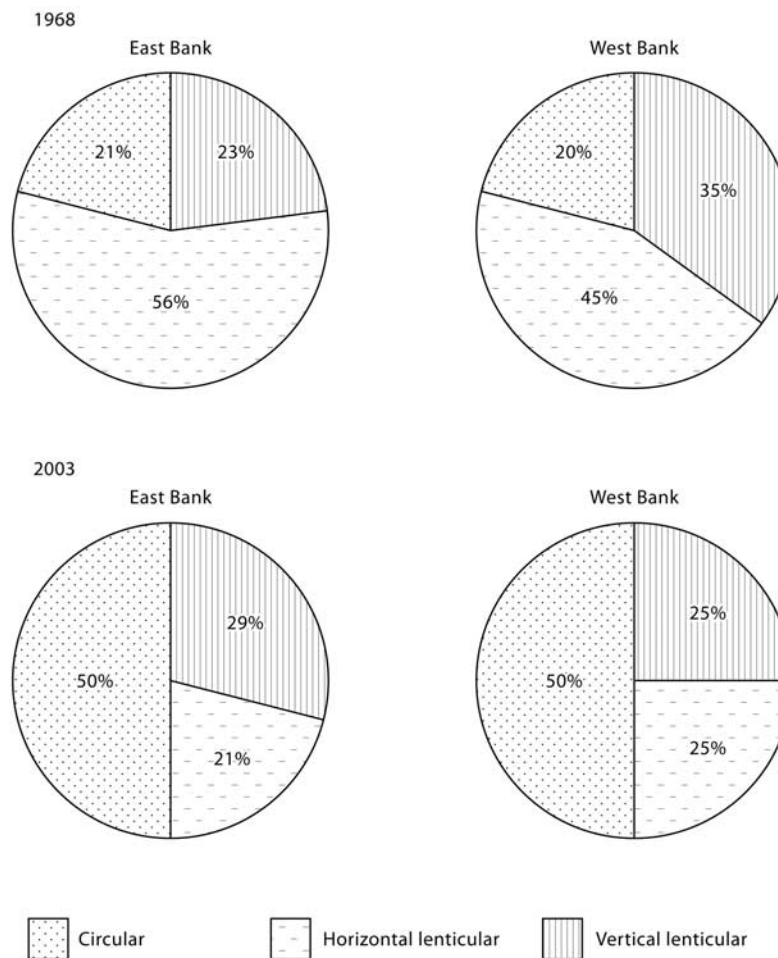 1968
East Bank
West Bank
21%
23%
56%
20%
35%
45%
2003
East Bank
West Bank
50%
29%
21%
50%
25%
25%
Circular
Horizontal lenticular
Vertical lenticular